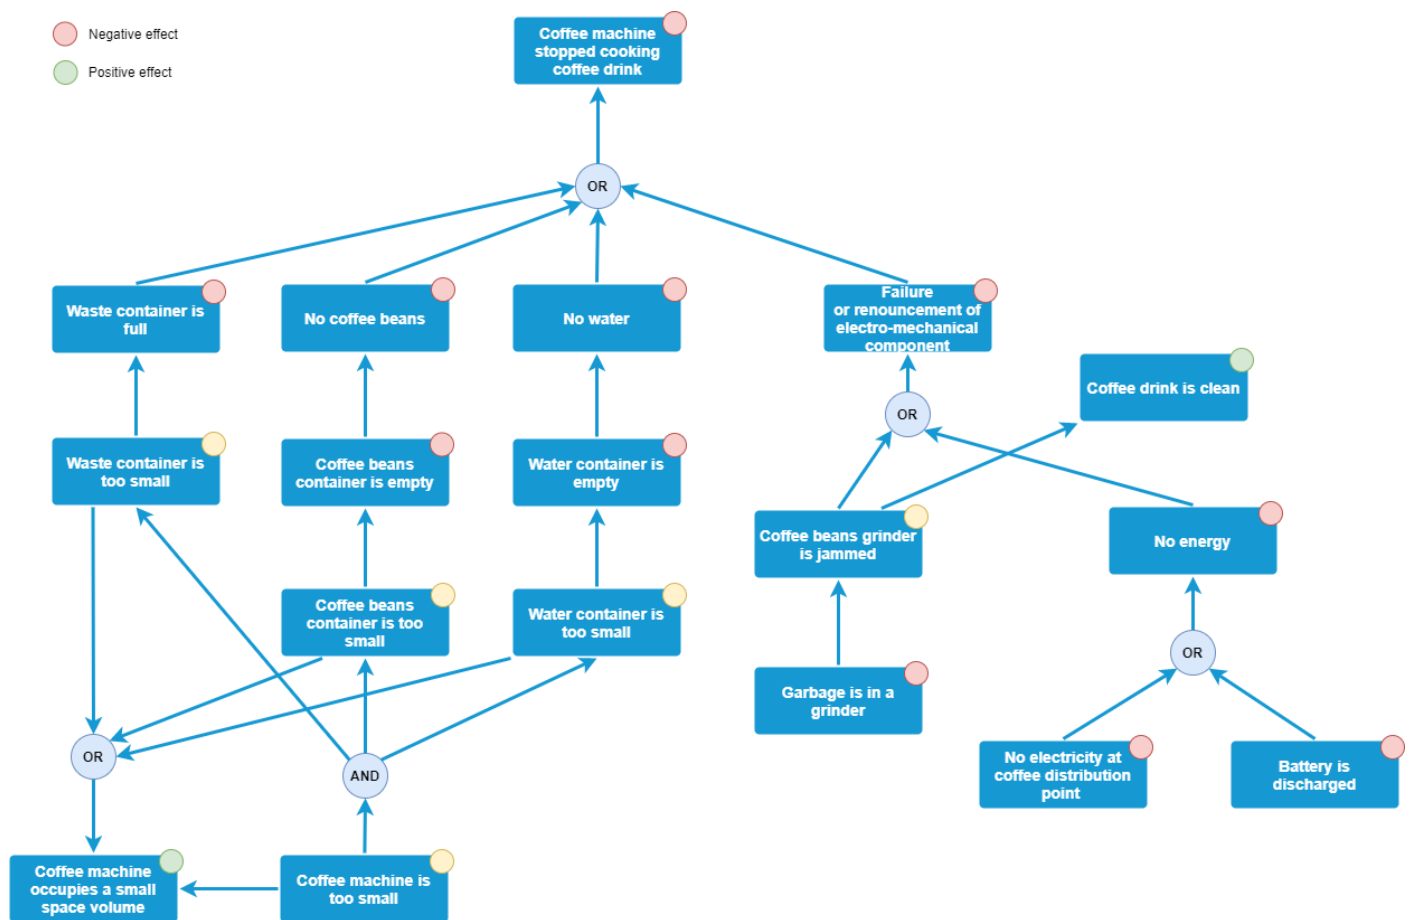 Negative effect
Positive effect
Coffee machine
stopped cooking
coffee drink
OR
Waste container is
full
No coffee beans
No water
Failure
or renouncement of
electro-mechanical
component
Coffee drink is clean
OR
Waste container is
too small
Coffee beans
container is empty
Water container is
empty
Coffee beans grinder
is jammed
No energy
Coffee beans
container is too
small
Water container is
too small
OR
Garbage is in a
grinder
OR
AND
No electricity at
coffee distribution
point
Battery is
discharged
Coffee machine
occupies a small
space volume
Coffee machine is
too small